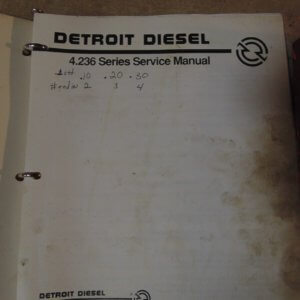 DETROIT DIESEL
4.236 Series Service Manual
.10 .20 .30
2 3 4
DETROIT DIESEL